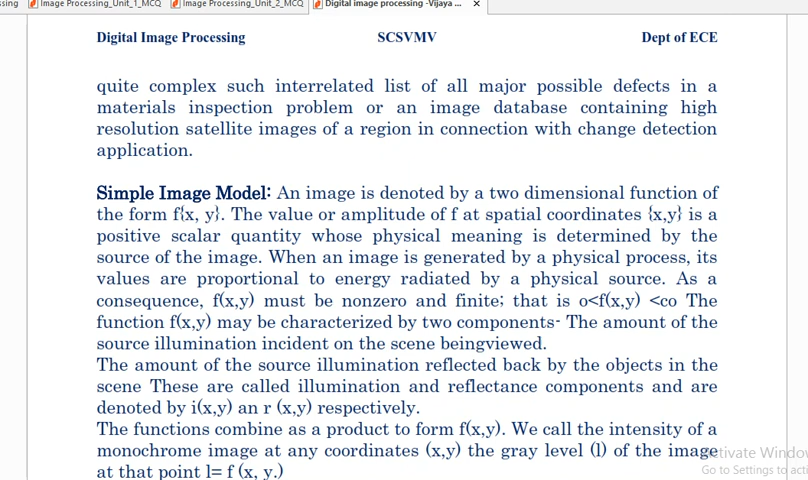 ssing
Image Processing_Unit_1_MCQ
Image Processing_Unit_2_MCQ
Digital image processing -Vijaya ...
Digital Image Processing SCSVMV Dept of ECE
quite complex such interrelated list of all major possible defects in a
materials inspection problem or an image database containing high
resolution satellite images of a region in connection with change detection
application.
Simple Image Model: An image is denoted by a two dimensional function of
the form f{x, y}. The value or amplitude of f at spatial coordinates {x,y} is a
positive scalar quantity whose physical meaning is determined by the
source of the image. When an image is generated by a physical process, its
values are proportional to energy radiated by a physical source. As a
consequence, f(x,y) must be nonzero and finite; that is o<f(x,y) <co The
function f(x,y) may be characterized by two components- The amount of the
source illumination incident on the scene beingviewed.
The amount of the source illumination reflected back by the objects in the
scene These are called illumination and reflectance components and are
denoted by i(x,y) an r (x,y) respectively.
The functions combine as a product to form f(x,y). We call the intensity of a
monochrome image at any coordinates (x,y) the gray level (l) of the image
at that point l= f (x, y.)
Activate Windo
Go to Settings to acti